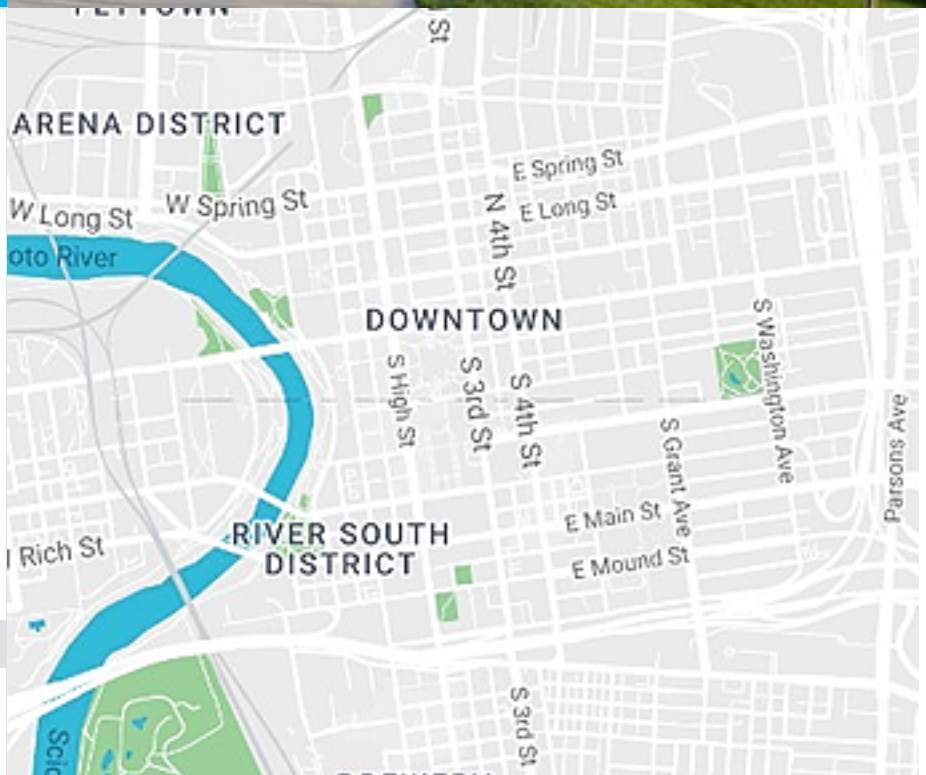 St
ARENA DISTRICT
E Spring St
W Spring St
E Long St
W Long St
N 4th St
oto River
DOWNTOWN
S Washington Ave
S High St
S 3rd St
S 4th St
Parsons Ave
S Grant Ave
E Main St
RIVER SOUTH
DISTRICT
Rich St
E Mound St
S 3rd St
Scio